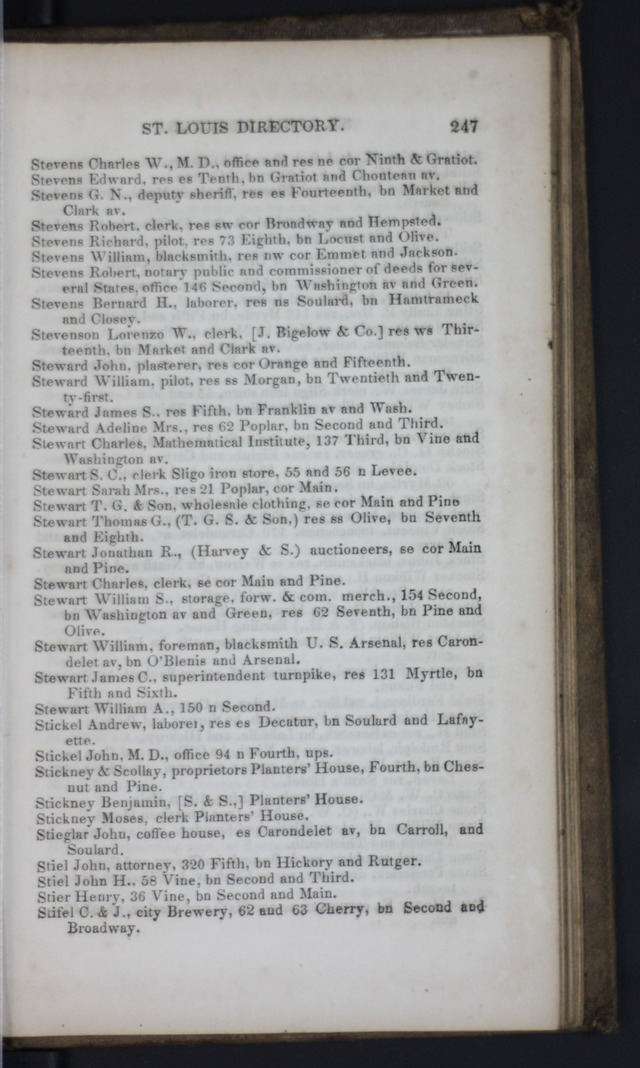 ST. LOUIS DIRECTORY. 247
Stevens Charles W., M. D., office and res ne cor Ninth & Gratiot.
Stevens Edward, res es Tenth, bn Gratiot and Chouteau av.
Stevens G. N., deputy sheriff, res es Fourteenth, bn Market and
Clark av.
Stevens Robert, clerk, res sw cor Broadway and Hempsted.
Stevens Richard, pilot, res 73 Eighth, bn Locust and Olive.
Stevens William, blacksmith, res nw cor Emmet and Jackson.
Stevens Robert, notary public and commissioner of deeds for sev-
eral States, office 146 Second, bn Washington av and Green.
Stevens Bernard H., laborer, res ns Soulard, bn Hamtrameck
and Closey.
Stevenson Lorenzo W., clerk, [J. Bigelow & Co.] res ws Thir-
teenth, bn Market and Clark av.
Steward John, plasterer, res cor Orange and Fifteenth.
Steward William, pilot, res ss Morgan, bn Twentieth and Twen-
ty-first.
Steward James S., res Fifth, bn Franklin av and Wash.
Steward Adeline Mrs., res 62 Poplar, bn Second and Third.
Stewart Charles, Mathematical Institute, 137 Third, bn Vine and
Washington av.
Stewart S. C., clerk Sligo iron store, 55 and 56 n Levee.
Stewart Sarah Mrs., res 21 Poplar, cor Main.
Stewart T. G. & Son, wholesale clothing, se cor Main and Pine
Stewart Thomas G., (T. G. S. & Son,) res ss Olive, bn Seventh
and Eighth.
Stewart Jonathan R., (Harvey & S.) auctioneers, se cor Main
and Pine.
Stewart Charles, clerk, se cor Main and Pine.
Stewart William S., storage, forw. & com. merch., 154 Second,
bn Washington av and Green, res 62 Seventh, bn Pine and
Olive.
Stewart William, foreman, blacksmith U. S. Arsenal, res Caron-
delet av, bn O'Blenis and Arsenal.
Stewart James C., superintendent turnpike, res 131 Myrtle, bn
Fifth and Sixth.
Stewart William A., 150 n Second.
Stickel Andrew, laborer, res es Decatur, bn Soulard and Lafay-
ette.
Stickel John, M. D., office 94 n Fourth, ups.
Stickney & Scollay, proprietors Planters' House, Fourth, bn Ches-
nut and Pine.
Stickney Benjamin, [S. & S.,] Planters' House.
Stickney Moses, clerk Planters' House.
Stieglar John, coffee house, es Carondelet av, bn Carroll, and
Soulard.
Stiel John, attorney, 320 Fifth, bn Hickory and Rutger.
Stiel John H., 58 Vine, bn Second and Third.
Stier Henry, 36 Vine, bn Second and Main.
Stifel C. & J., city Brewery, 62 and 63 Cherry, bn Second and
Broadway.